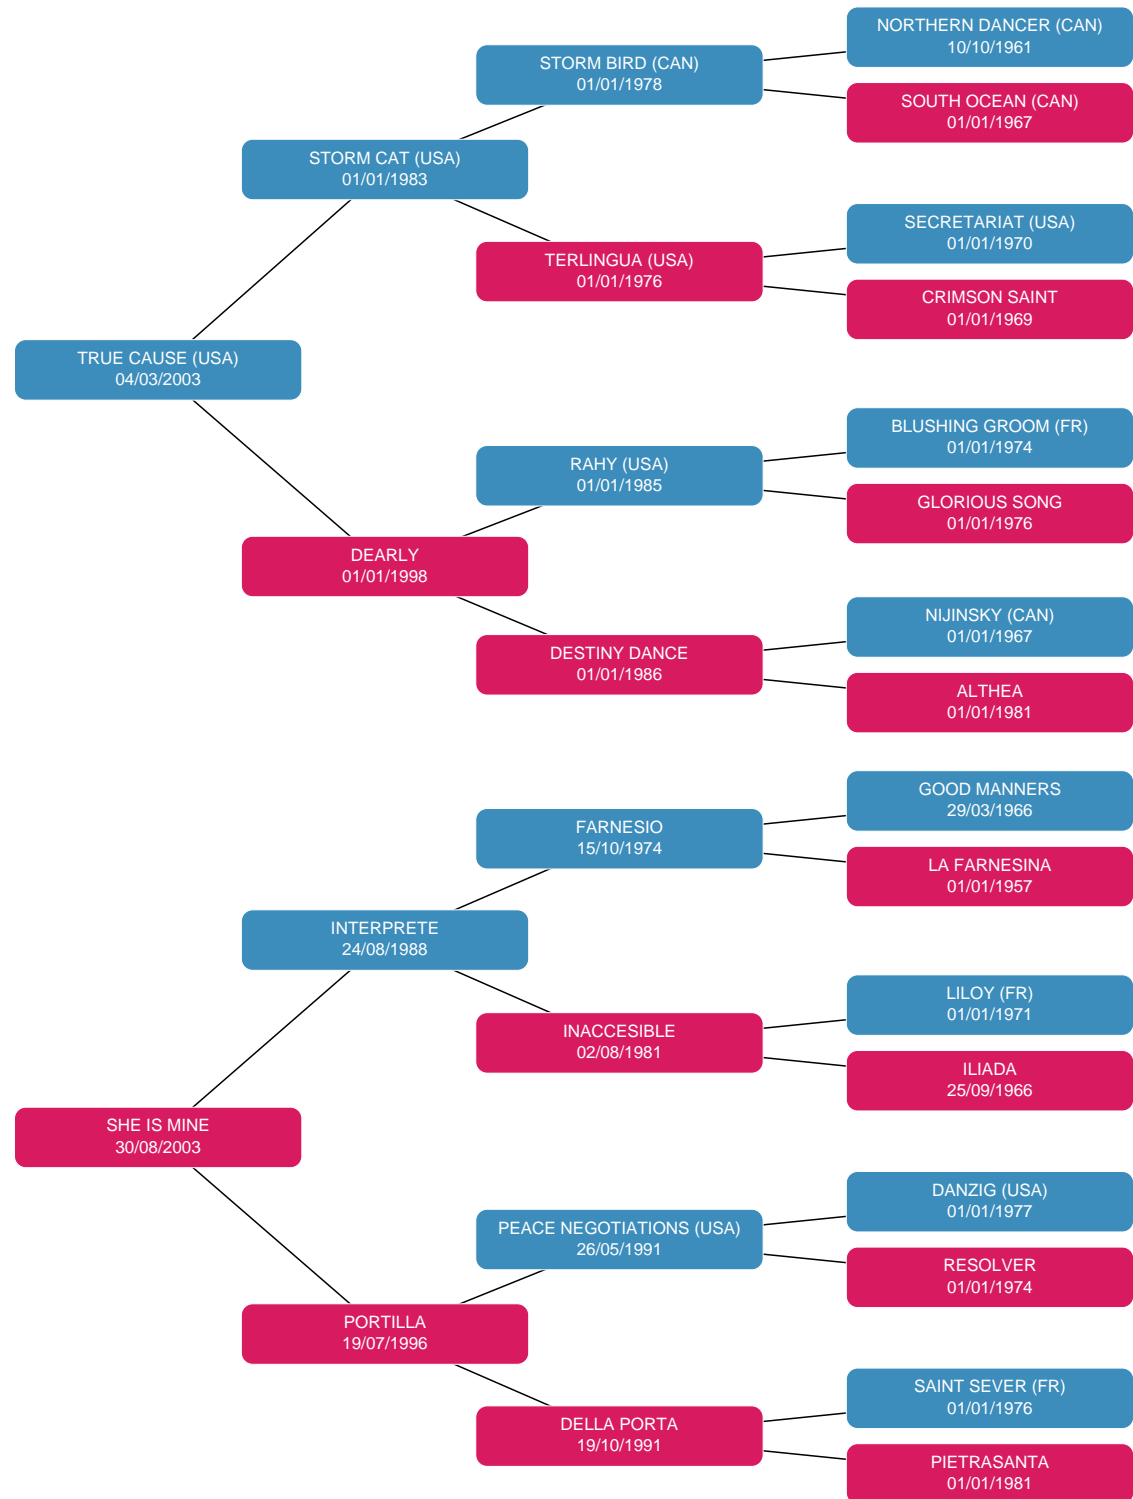 NORTHERN DANCER (CAN)
10/10/1961
STORM BIRD (CAN)
01/01/1978
SOUTH OCEAN (CAN)
01/01/1967
STORM CAT (USA)
01/01/1983
SECRETARIAT (USA)
01/01/1970
TERLINGUA (USA)
01/01/1976
CRIMSON SAINT
01/01/1969
TRUE CAUSE (USA)
04/03/2003
BLUSHING GROOM (FR)
01/01/1974
RAHY (USA)
01/01/1985
GLORIOUS SONG
01/01/1976
DEARLY
01/01/1998
NIJINSKY (CAN)
01/01/1967
DESTINY DANCE
01/01/1986
ALTHEA
01/01/1981
GOOD MANNERS
29/03/1966
FARNESIO
15/10/1974
LA FARNESINA
01/01/1957
INTERPRETE
24/08/1988
LILOY (FR)
01/01/1971
INACCESIBLE
02/08/1981
ILIADA
25/09/1966
SHE IS MINE
30/08/2003
DANZIG (USA)
01/01/1977
PEACE NEGOTIATIONS (USA)
26/05/1991
RESOLVER
01/01/1974
PORTILLA
19/07/1996
SAINT SEVER (FR)
01/01/1976
DELLA PORTA
19/10/1991
PIETRASANTA
01/01/1981